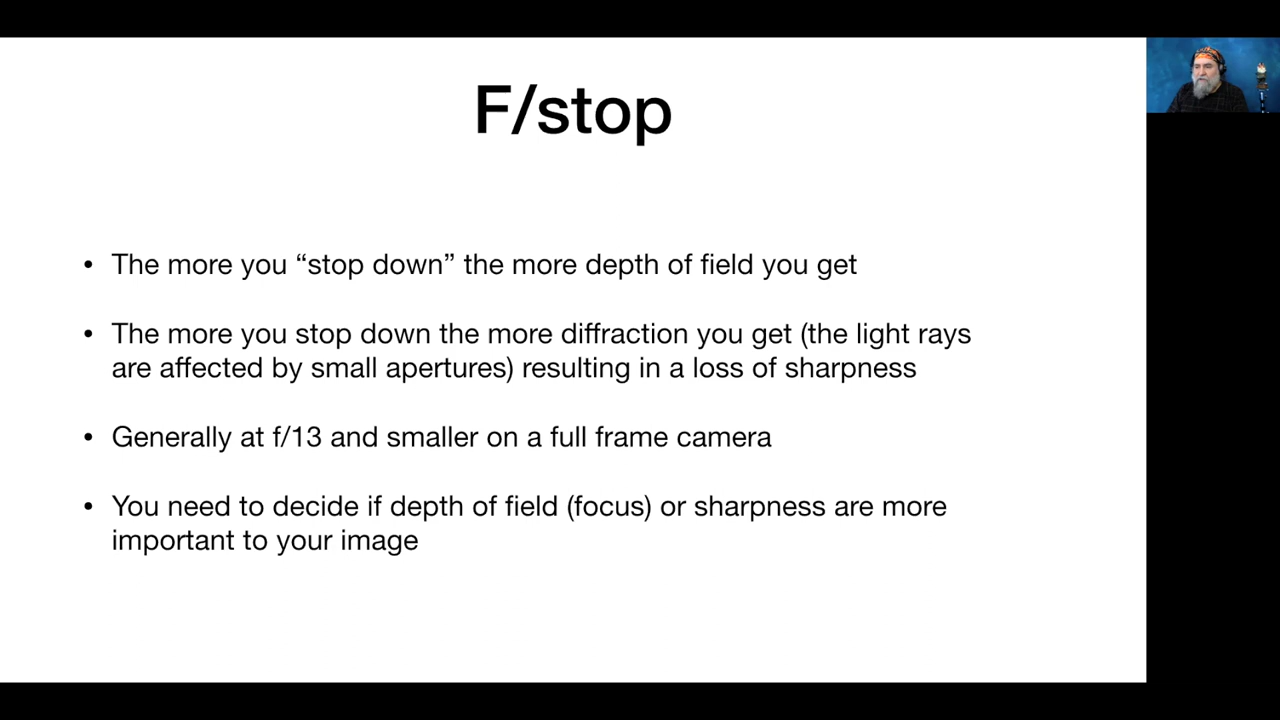 F/stop
• The more you “stop down” the more depth of field you get
• The more you stop down the more diffraction you get (the light rays
are affected by small apertures) resulting in a loss of sharpness
• Generally at f/13 and smaller on a full frame camera
• You need to decide if depth of field (focus) or sharpness are more
important to your image